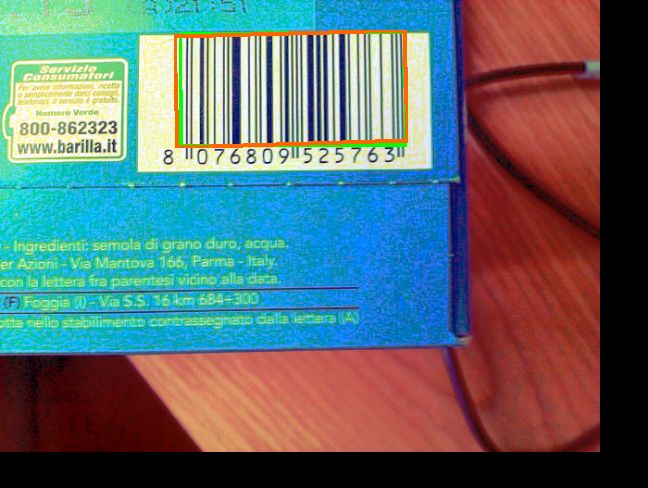 Servizio
Consumatori
Per avere informazioni, ricette
o semplicemente darci consigli,
telefonaci, il servizio è gratuito.
Numero Verde
800-862323
www.barilla.it
8 076809 525763
- Ingredienti: semola di grano duro, acqua.
er Azioni - Via Mantova 166, Parma - Italy.
con la lettera fra parentesi vicino alla data.
(F) Foggia (I) - Via S.S. 16 km 684+300
otta nello stabilimento contrassegnato dalla lettera (A)